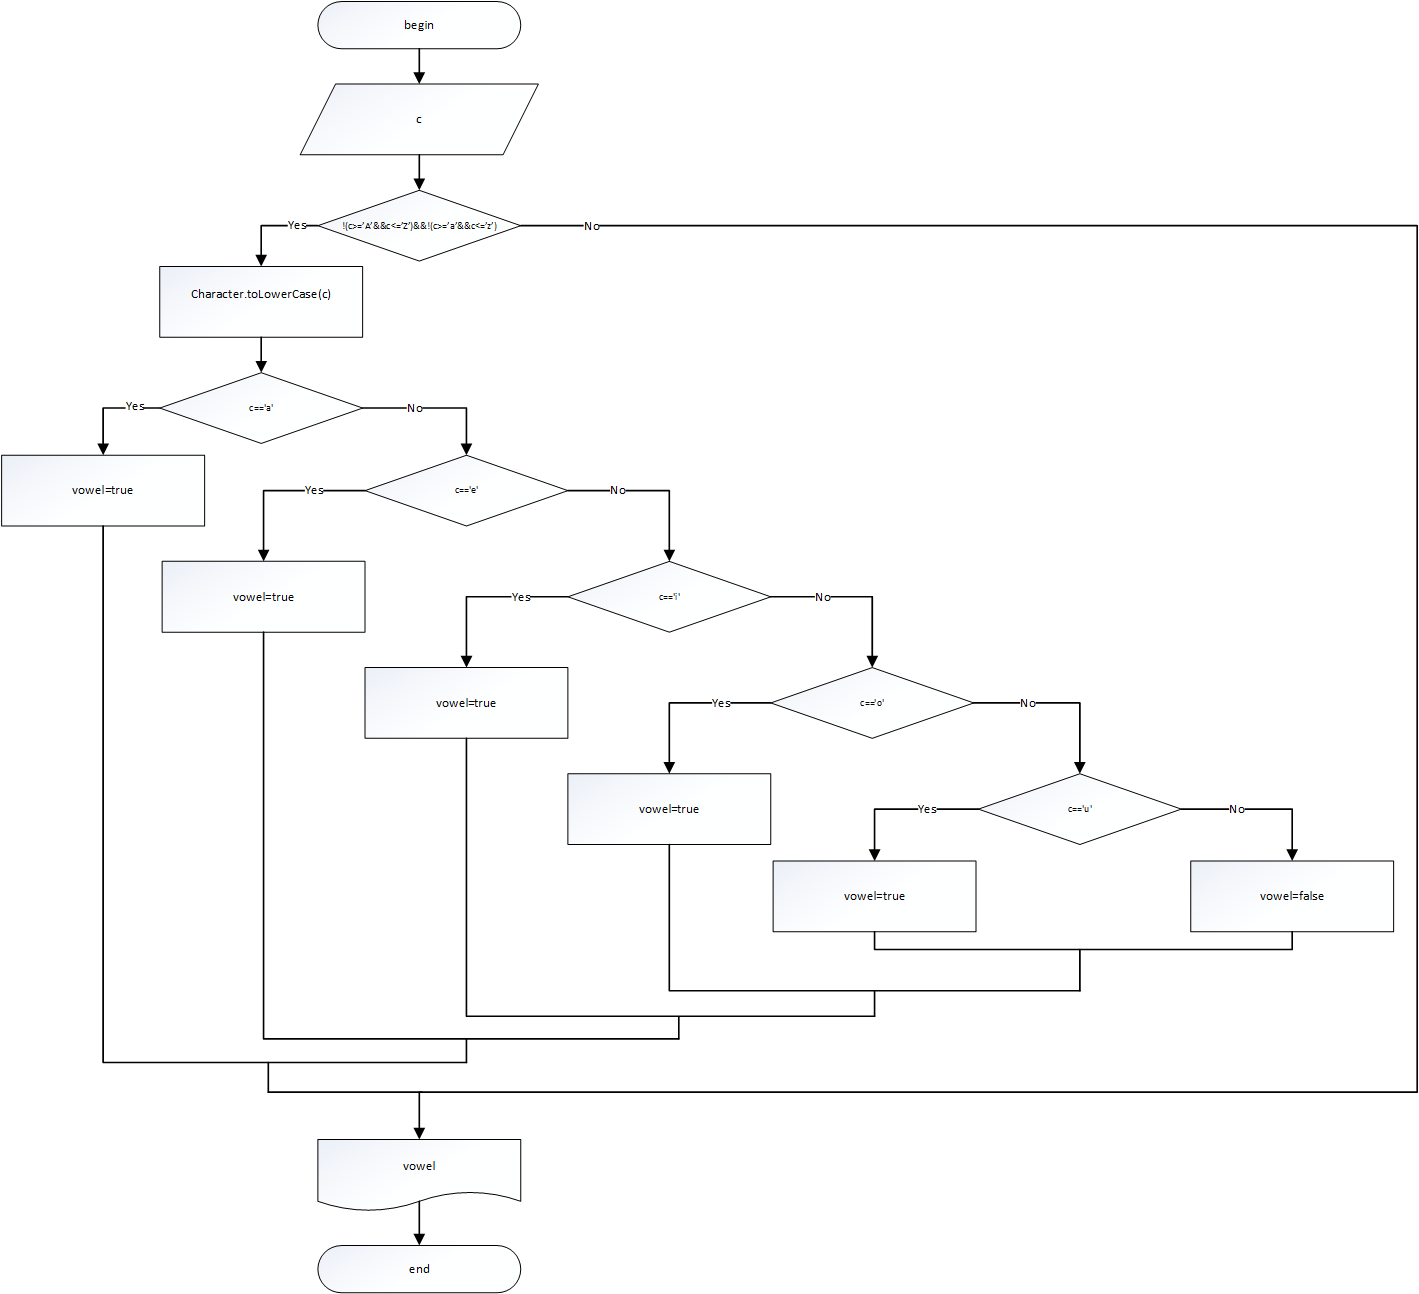 begin
c
!(c>='A'&&c<='Z')&&!(c>='a'&&c<='z')
Yes
No
Character.toLowerCase(c)
c=='a'
Yes
No
vowel=true
c=='e'
Yes
No
vowel=true
c=='i'
Yes
No
vowel=true
c=='o'
Yes
No
vowel=true
c=='u'
Yes
No
vowel=true
vowel=false
vowel
end